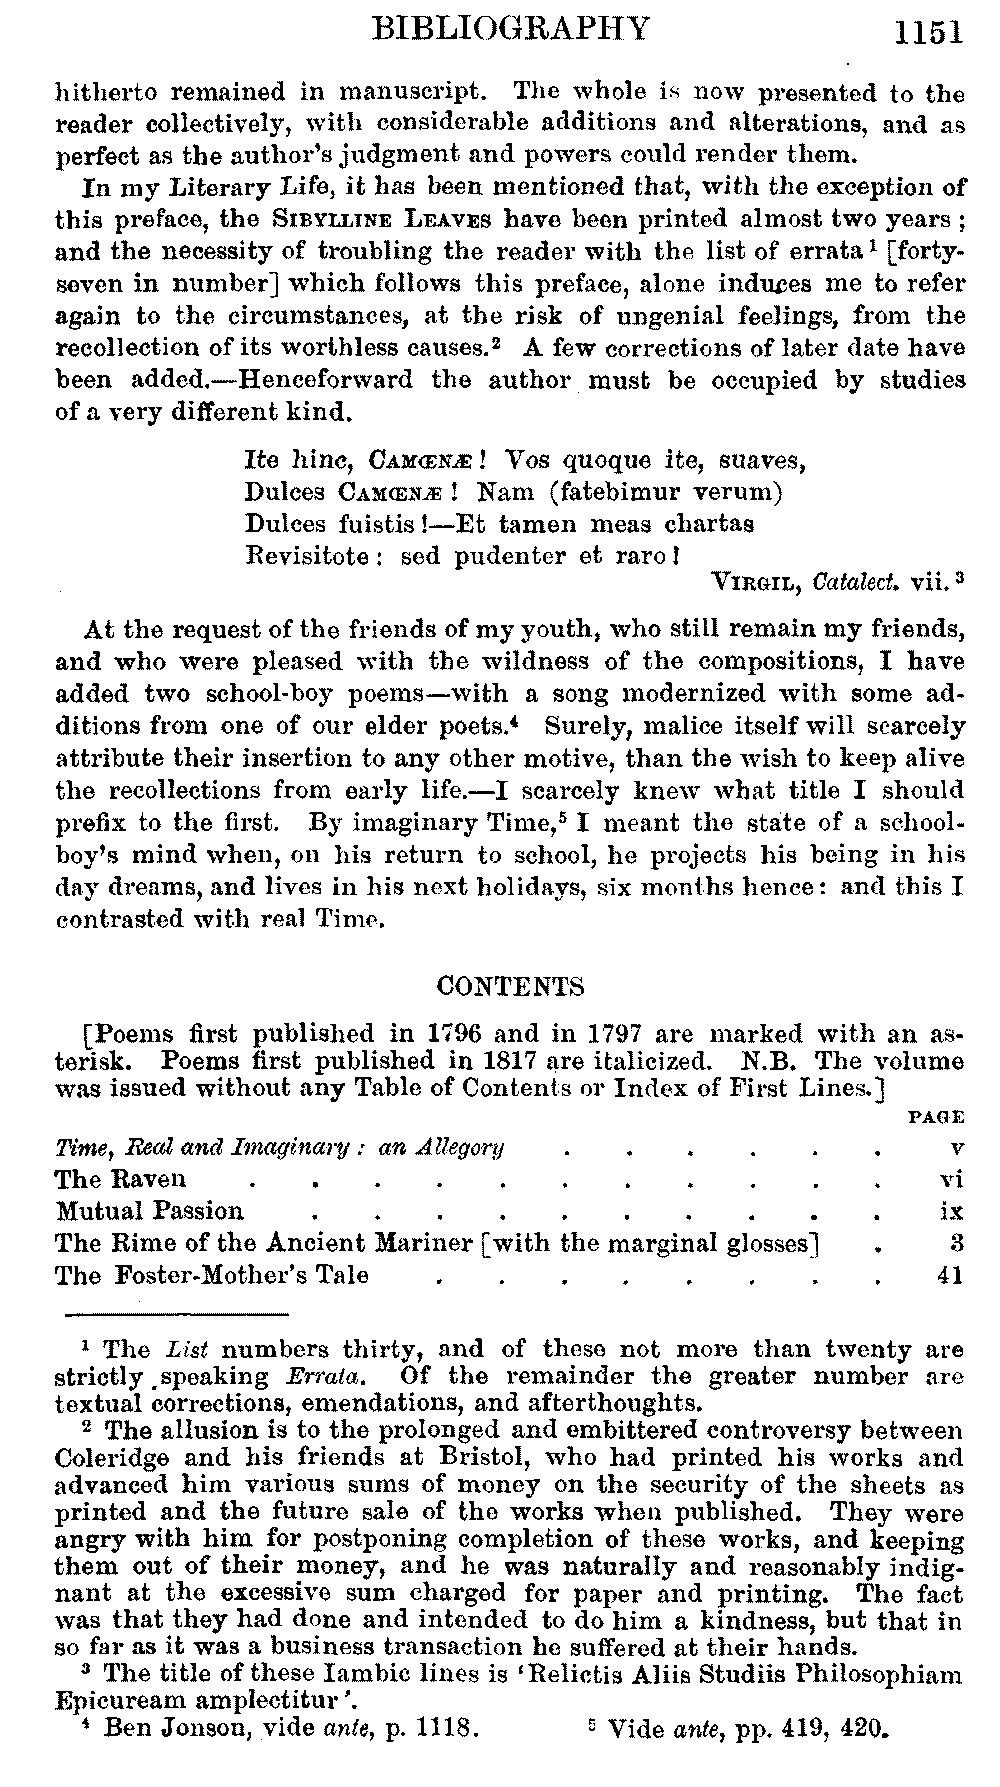 BIBLIOGRAPHY 1151
hitherto remained in manuscript. The whole is now presented to the
reader collectively, with considerable additions and alterations, and as
perfect as the author's judgment and powers could render them.
In my Literary Life, it has been mentioned that, with the exception of
this preface, the SIBYLLINE LEAVES have been printed almost two years;
and the necessity of troubling the reader with the list of errata¹ [forty-
seven in number] which follows this preface, alone induces me to refer
again to the circumstances, at the risk of ungenial feelings, from the
recollection of its worthless causes.² A few corrections of later date have
been added.—Henceforward the author must be occupied by studies
of a very different kind.
Ite hinc, CAMŒNÆ! Vos quoque ite, suaves,
Dulces CAMŒNÆ! Nam (fatebimur verum)
Dulces fuistis!—Et tamen meas chartas
Revisitote: sed pudenter et raro!
VIRGIL, Catalect. vii.³
At the request of the friends of my youth, who still remain my friends,
and who were pleased with the wildness of the compositions, I have
added two school-boy poems—with a song modernized with some ad-
ditions from one of our elder poets.⁴ Surely, malice itself will scarcely
attribute their insertion to any other motive, than the wish to keep alive
the recollections from early life.—I scarcely knew what title I should
prefix to the first. By imaginary Time,⁵ I meant the state of a school-
boy's mind when, on his return to school, he projects his being in his
day dreams, and lives in his next holidays, six months hence: and this I
contrasted with real Time.
CONTENTS
[Poems first published in 1796 and in 1797 are marked with an as-
terisk. Poems first published in 1817 are italicized. N.B. The volume
was issued without any Table of Contents or Index of First Lines.]
PAGE
Time, Real and Imaginary: an Allegory . . . . . . v
The Raven . . . . . . . . . . . vi
Mutual Passion . . . . . . . . . . ix
The Rime of the Ancient Mariner [with the marginal glosses] . 3
The Foster-Mother's Tale . . . . . . . . 41
¹ The List numbers thirty, and of these not more than twenty are
strictly speaking Errata. Of the remainder the greater number are
textual corrections, emendations, and afterthoughts.
² The allusion is to the prolonged and embittered controversy between
Coleridge and his friends at Bristol, who had printed his works and
advanced him various sums of money on the security of the sheets as
printed and the future sale of the works when published. They were
angry with him for postponing completion of these works, and keeping
them out of their money, and he was naturally and reasonably indig-
nant at the excessive sum charged for paper and printing. The fact
was that they had done and intended to do him a kindness, but that in
so far as it was a business transaction he suffered at their hands.
³ The title of these Iambic lines is 'Relictis Aliis Studiis Philosophiam
Epicuream amplectitur'.
⁴ Ben Jonson, vide ante, p. 1118. ⁵ Vide ante, pp. 419, 420.